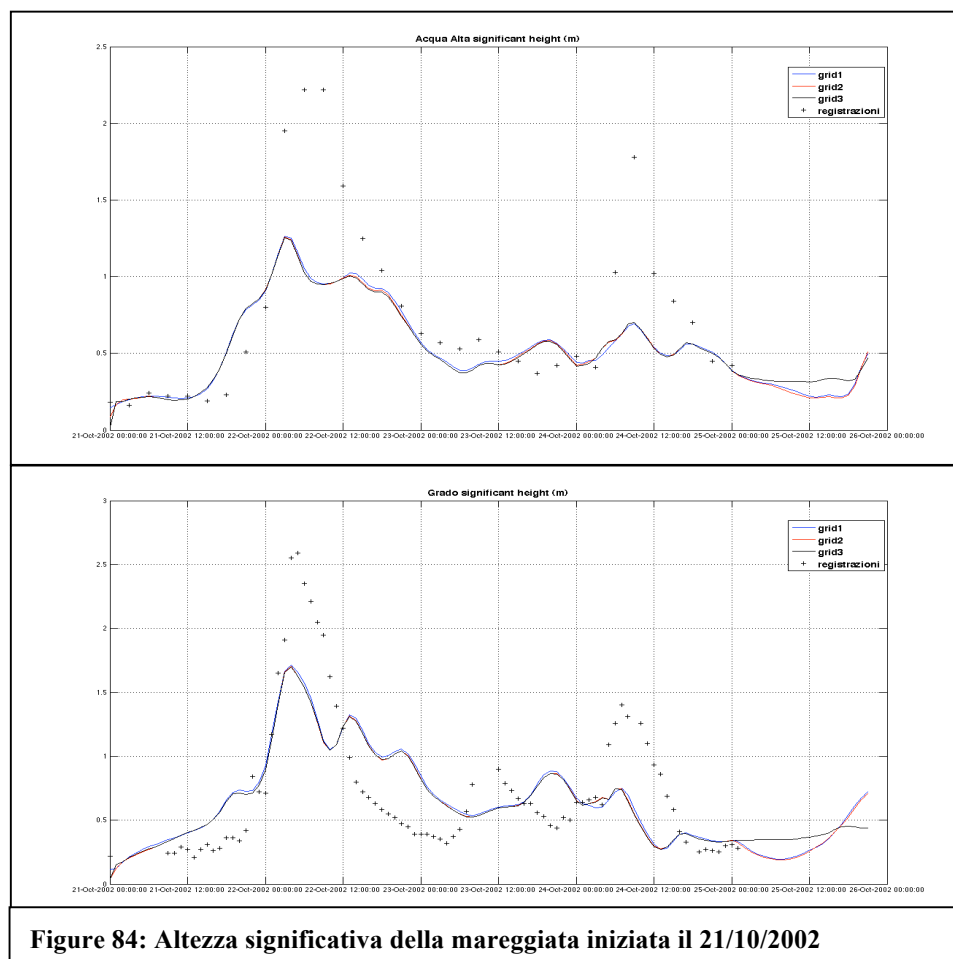 Acqua Alta significant height (m)
2.5
2
1.5
1
0.5
0
grid1
grid2
grid3
registrazioni
21-Oct-2002 00:00:00 21-Oct-2002 12:00:00 22-Oct-2002 00:00:00 22-Oct-2002 12:00:00 23-Oct-2002 00:00:00 23-Oct-2002 12:00:00 24-Oct-2002 00:00:00 24-Oct-2002 12:00:00 25-Oct-2002 00:00:00 25-Oct-2002 12:00:00 26-Oct-2002 00:00:00
Grado significant height (m)
3
2.5
2
1.5
1
0.5
0
grid1
grid2
grid3
registrazioni
21-Oct-2002 00:00:00 21-Oct-2002 12:00:00 22-Oct-2002 00:00:00 22-Oct-2002 12:00:00 23-Oct-2002 00:00:00 23-Oct-2002 12:00:00 24-Oct-2002 00:00:00 24-Oct-2002 12:00:00 25-Oct-2002 00:00:00 25-Oct-2002 12:00:00 26-Oct-2002 00:00:00
Figure 84: Altezza significativa della mareggiata iniziata il 21/10/2002